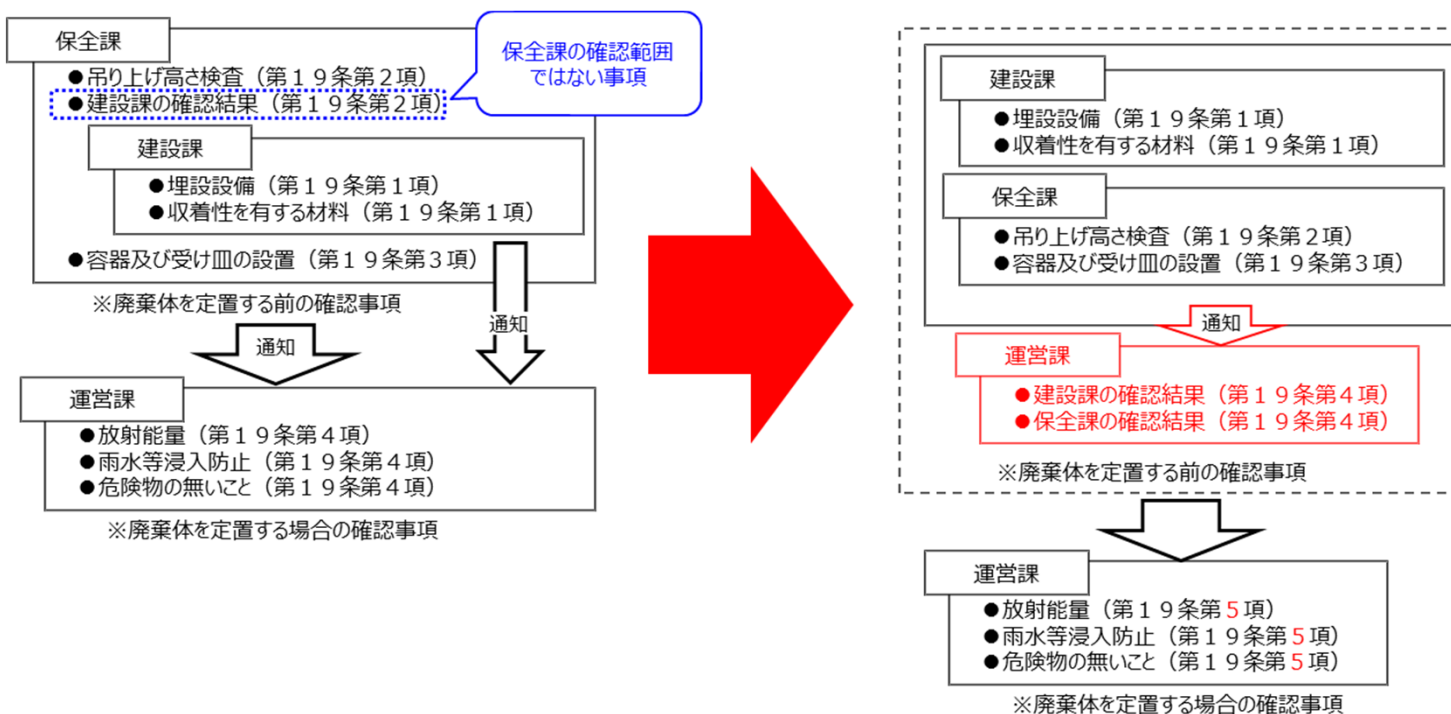 保全課
●吊り上げ高さ検査（第１９条第２項）
●建設課の確認結果（第１９条第２項）
保全課の確認範囲
ではない事項
建設課
●埋設設備（第１９条第１項）
●収着性を有する材料（第１９条第１項）
●容器及び受け皿の設置（第１９条第３項）
※廃棄体を定置する前の確認事項
通知
通知
運営課
●放射能量（第１９条第４項）
●雨水等浸入防止（第１９条第４項）
●危険物の無いこと（第１９条第４項）
※廃棄体を定置する場合の確認事項
建設課
●埋設設備（第１９条第１項）
●収着性を有する材料（第１９条第１項）
保全課
●吊り上げ高さ検査（第１９条第２項）
●容器及び受け皿の設置（第１９条第３項）
通知
運営課
●建設課の確認結果（第１９条第４項）
●保全課の確認結果（第１９条第４項）
※廃棄体を定置する前の確認事項
運営課
●放射能量（第１９条第５項）
●雨水等浸入防止（第１９条第５項）
●危険物の無いこと（第１９条第５項）
※廃棄体を定置する場合の確認事項